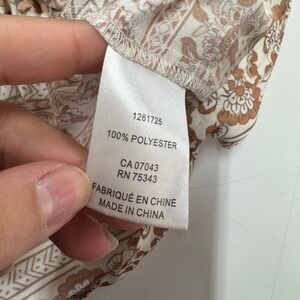 1261725
100% POLYESTER
CA 07043
RN 75343
FABRIQUÉ EN CHINE
MADE IN CHINA